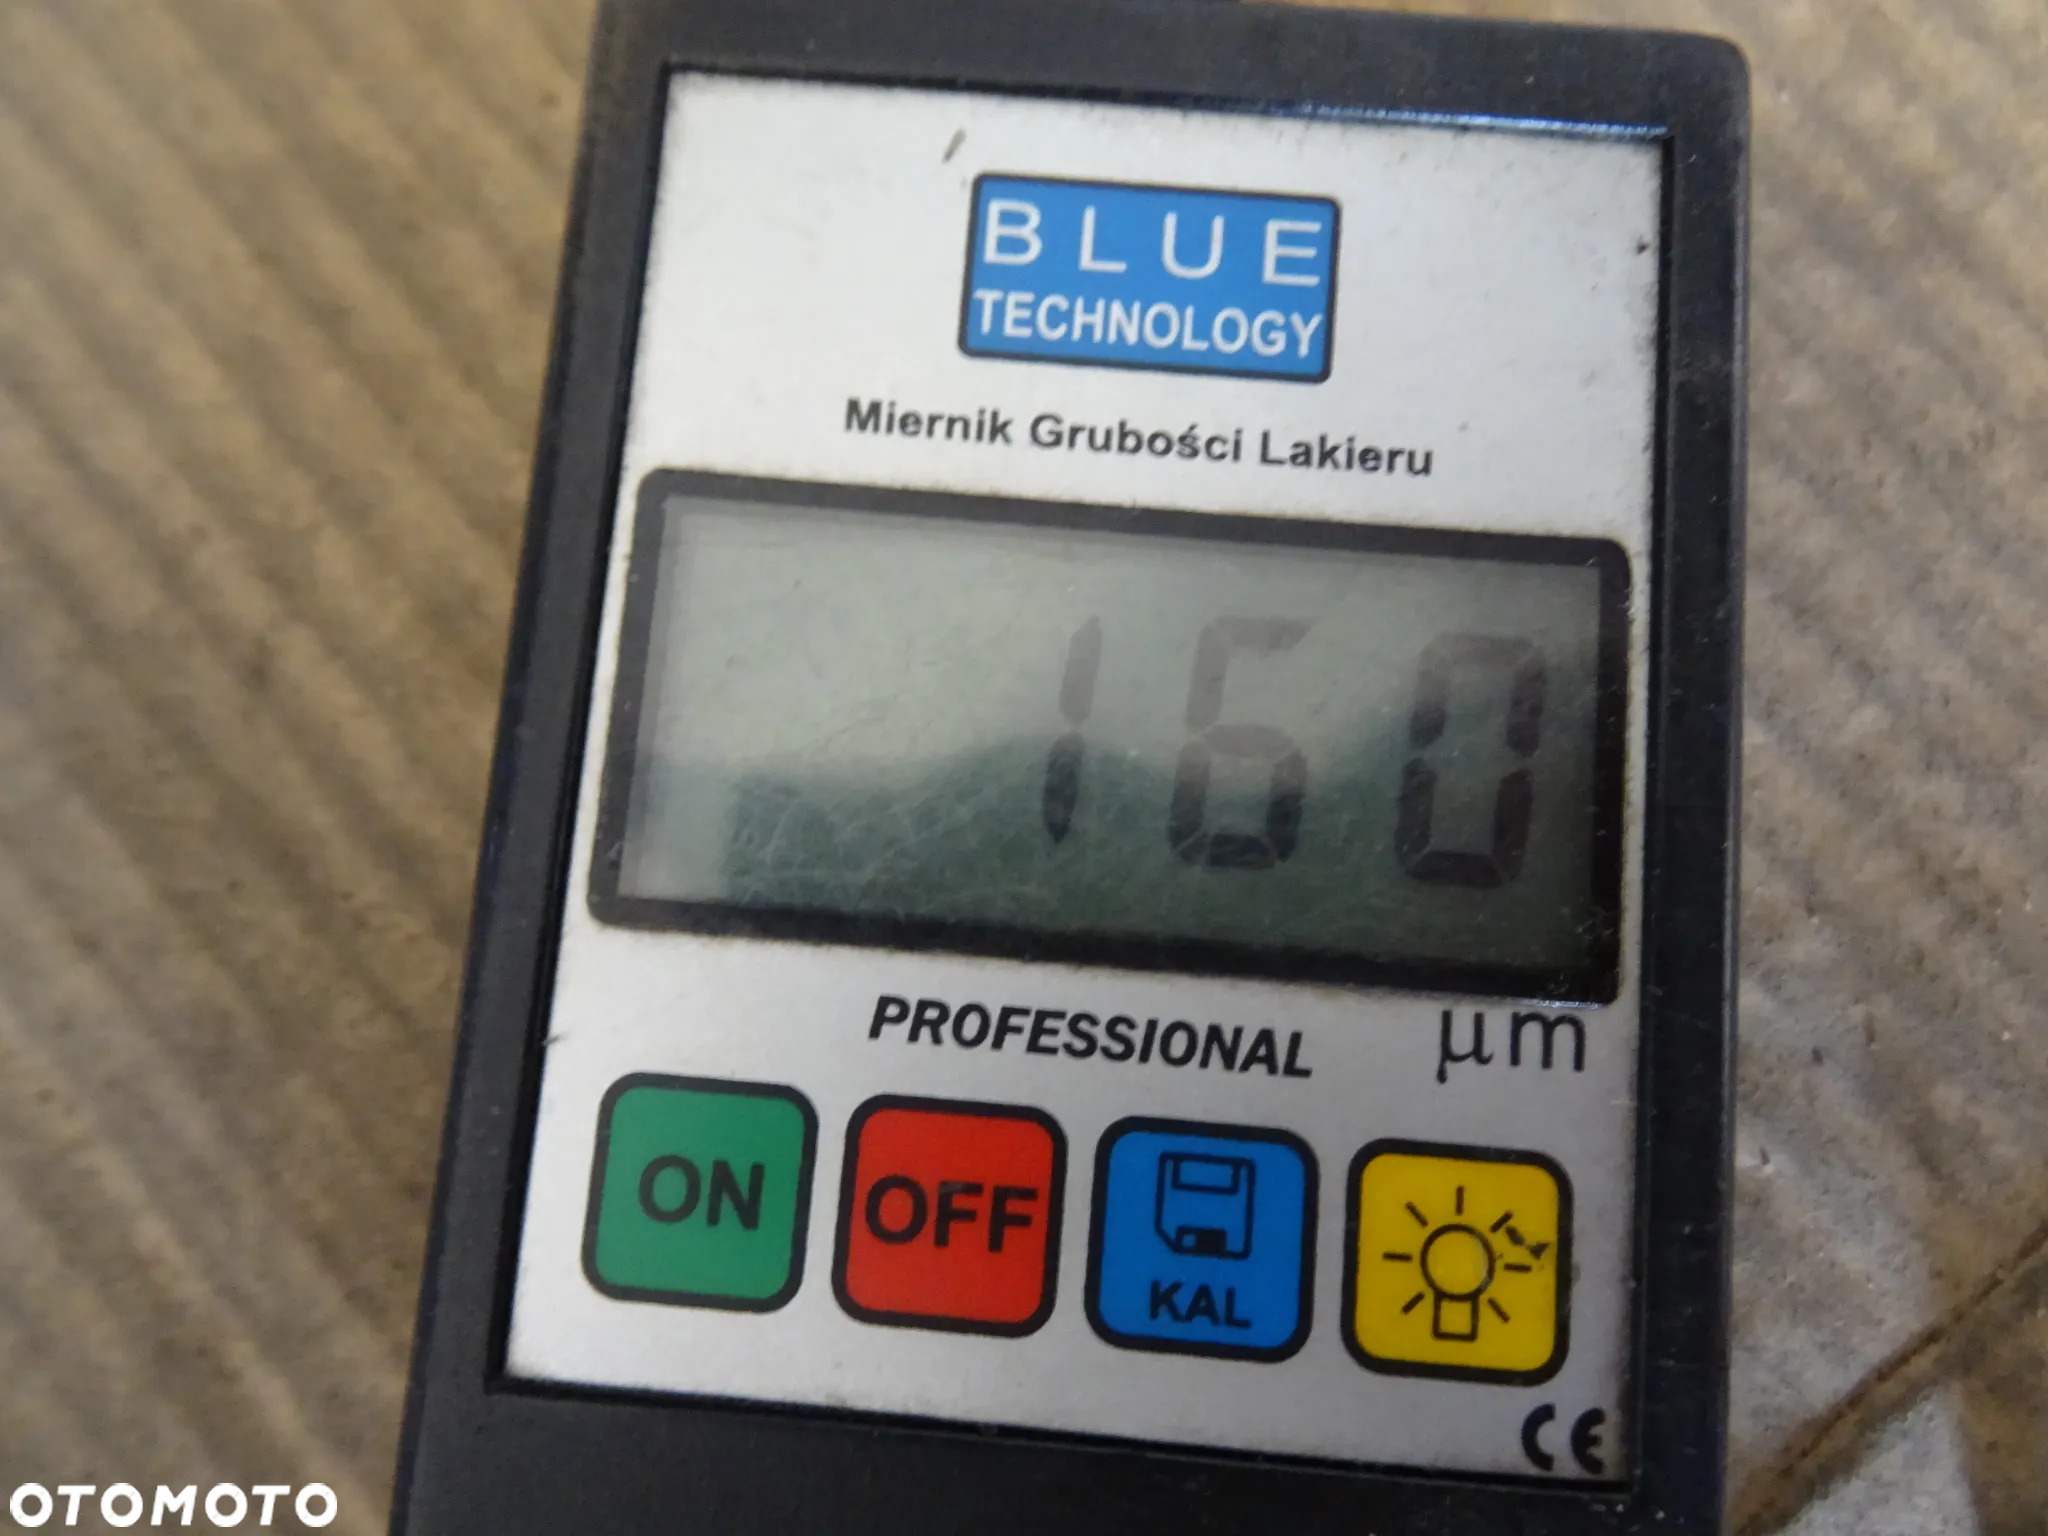 BLUE
TECHNOLOGY
Miernik Grubości Lakieru
160
PROFESSIONAL
µm
ON
OFF
KAL
CE
OTOMOTO